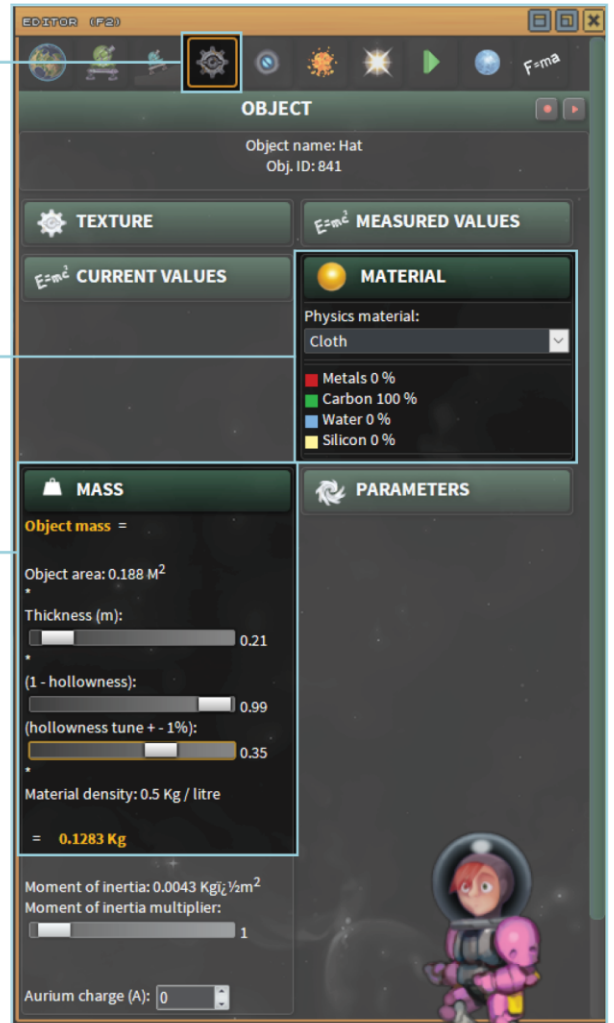 EDITOR (F2)
F=ma
OBJECT
Object name: Hat
Obj. ID: 841
TEXTURE
E=mc² MEASURED VALUES
E=mc² CURRENT VALUES
MATERIAL
Physics material:
Cloth
Metals 0 %
Carbon 100 %
Water 0 %
Silicon 0 %
MASS
PARAMETERS
Object mass =
Object area: 0.188 M²
*
Thickness (m):
0.21
*
(1 - hollowness):
0.99
(hollowness tune + - 1%):
0.35
*
Material density: 0.5 Kg / litre
= 0.1283 Kg
Moment of inertia: 0.0043 Kgï¿½m²
Moment of inertia multiplier:
1
Aurium charge (A): 0